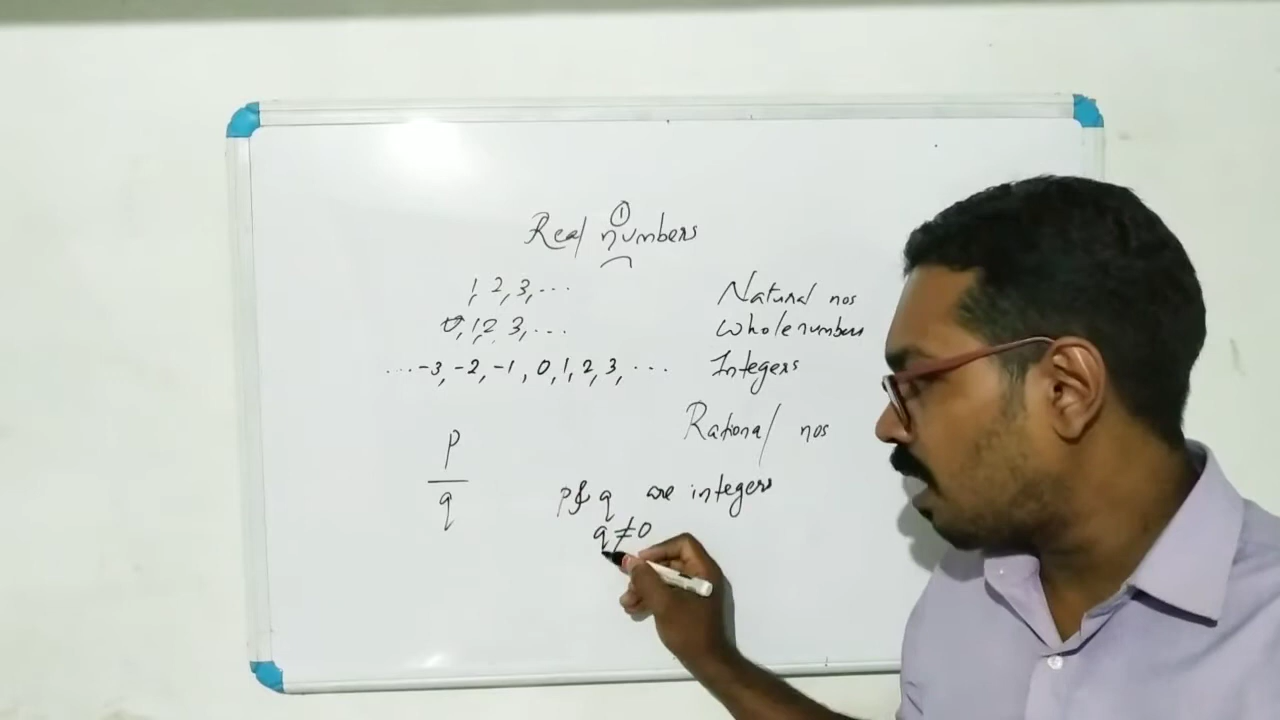 ①
Real numbers
1, 2, 3, ... Natural nos
0, 1, 2 3, ... Whole numbers
... -3, -2, -1, 0, 1, 2, 3, ... Integers
Rational nos
p/q
p & q are integers
q ≠ 0